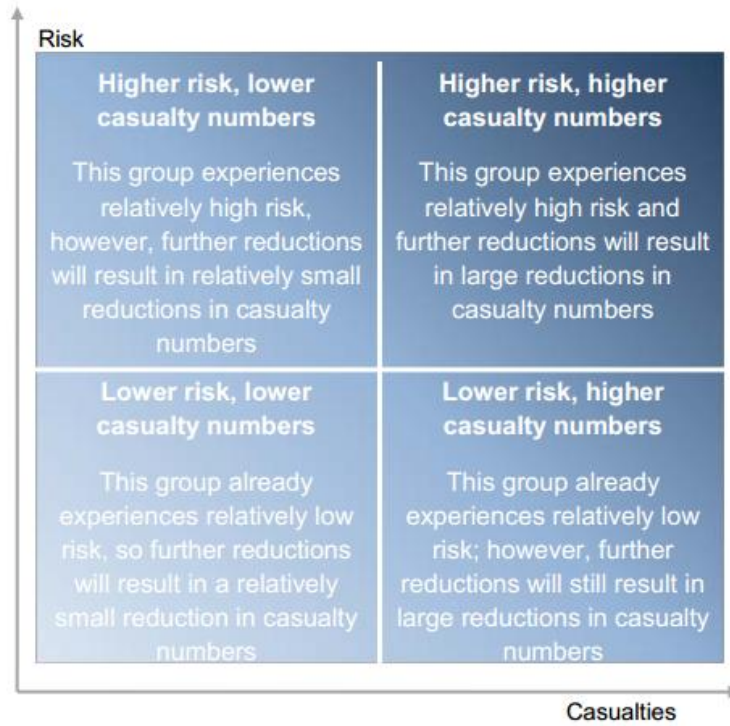 Risk
Higher risk, lower
casualty numbers
This group experiences
relatively high risk,
however, further reductions
will result in relatively small
reductions in casualty
numbers
Higher risk, higher
casualty numbers
This group experiences
relatively high risk and
further reductions will result
in large reductions in
casualty numbers
Lower risk, lower
casualty numbers
This group already
experiences relatively low
risk, so further reductions
will result in a relatively
small reduction in casualty
numbers
Lower risk, higher
casualty numbers
This group already
experiences relatively low
risk; however, further
reductions will still result in
large reductions in casualty
numbers
Casualties